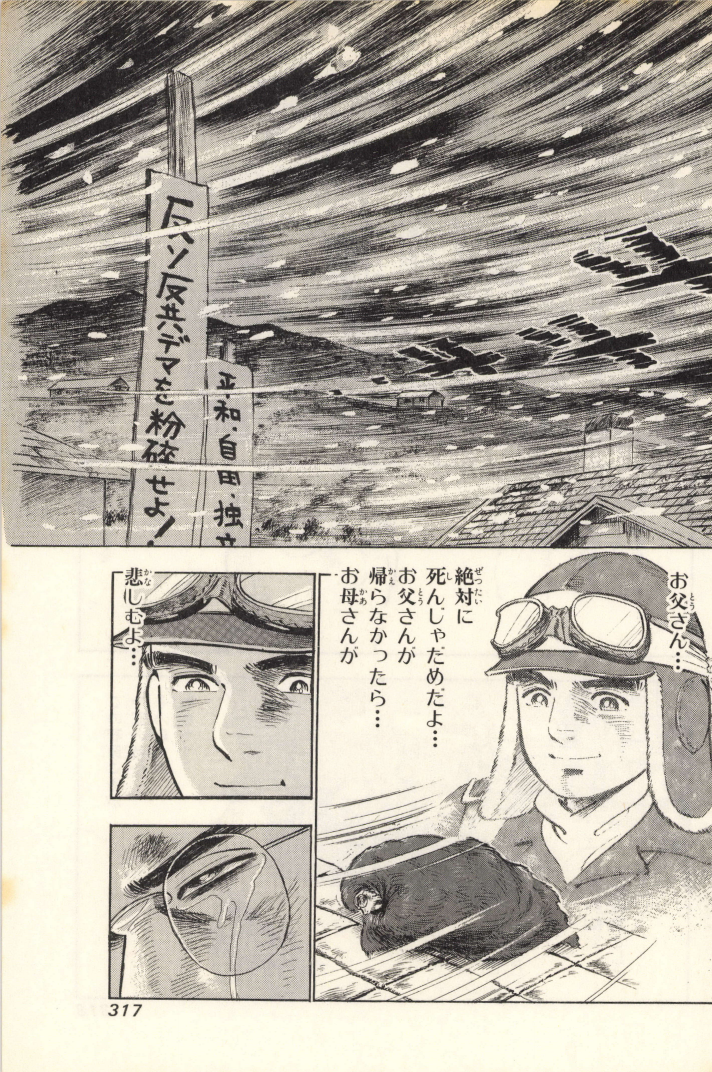 反ソ反共デマを粉砕せよ!
平和・自由・独立
お父さん…
絶対に
死んじゃだめだよ…
お父さんが
帰らなかったら…
お母さんが
悲しむよ…
317